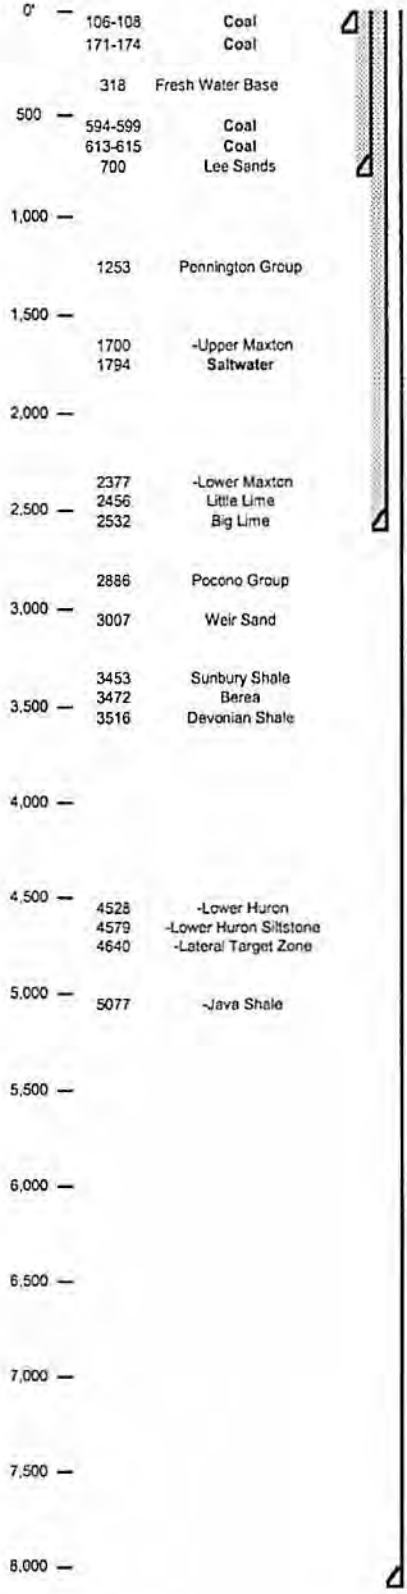 0'
106-108 Coal
171-174 Coal
318 Fresh Water Base
500
594-599 Coal
613-615 Coal
700 Lee Sands
1,000
1253 Pennington Group
1,500
1700 -Upper Maxton
1794 Saltwater
2,000
2377 -Lower Maxton
2456 Little Lime
2,500
2532 Big Lime
2886 Pocono Group
3,000
3007 Weir Sand
3453 Sunbury Shale
3472 Berea
3,500
3516 Devonian Shale
4,000
4,500
4528 -Lower Huron
4579 -Lower Huron Siltstone
4640 -Lateral Target Zone
5,000
5077 -Java Shale
5,500
6,000
6,500
7,000
7,500
8,000